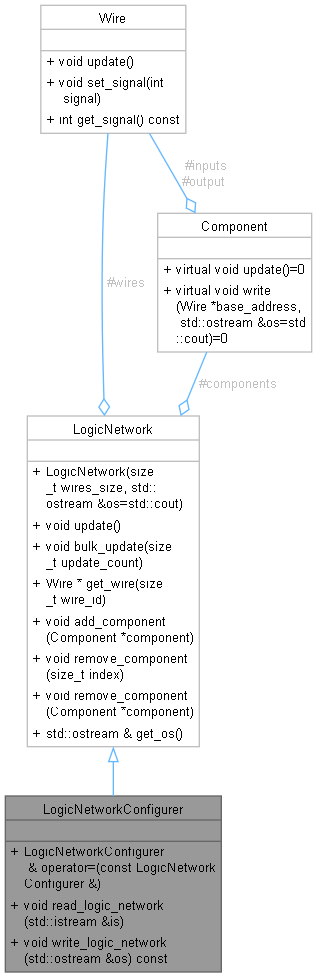 Wire
+ void update()
+ void set_signal(int
signal)
+ int get_signal() const
#inputs
#output
Component
+ virtual void update()=0
+ virtual void write
(Wire *base_address,
std::ostream &os=std
::cout)=0
#wires
#components
LogicNetwork
+ LogicNetwork(size
_t wires_size, std::
ostream &os=std::cout)
+ void update()
+ void bulk_update(size
_t update_count)
+ Wire * get_wire(size
_t wire_id)
+ void add_component
(Component *component)
+ void remove_component
(size_t index)
+ void remove_component
(Component *component)
+ std::ostream & get_os()
LogicNetworkConfigurer
+ LogicNetworkConfigurer
& operator=(const LogicNetwork
Configurer &)
+ void read_logic_network
(std::istream &is)
+ void write_logic_network
(std::ostream &os) const